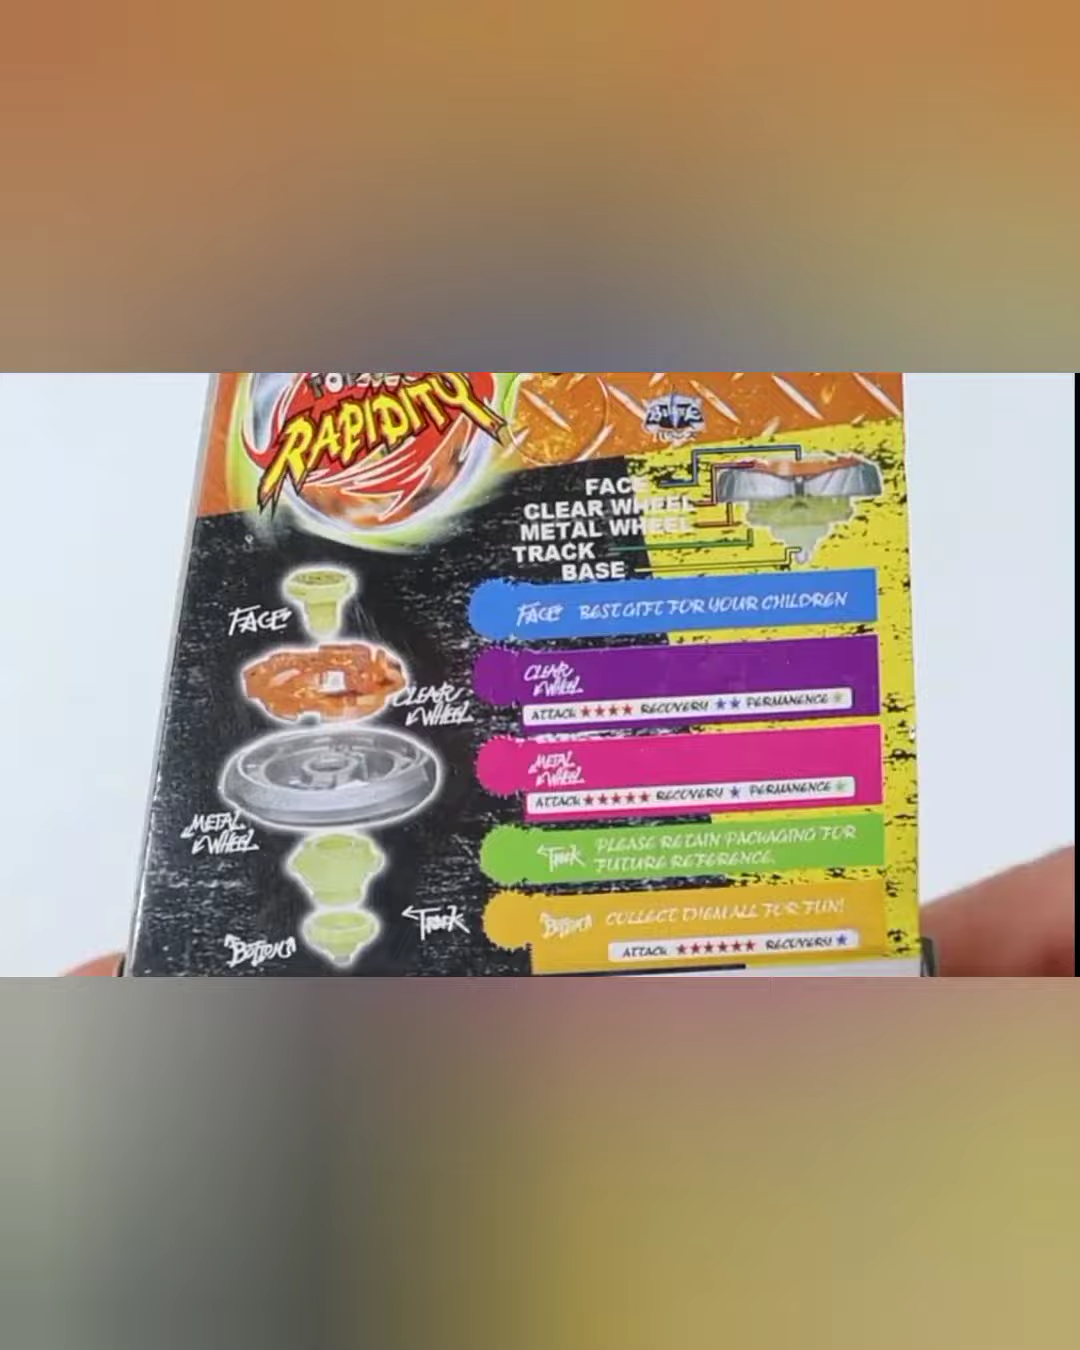 RAPIDITY
FACE
CLEAR WHEEL
METAL WHEEL
TRACK
BASE
FACE
FACE BEST GIFT FOR YOUR CHILDREN
CLEAR WHEEL
CLEAR WHEEL
ATTACK ★★★★ RECOVERY ★★ PERMANENCE ★
METAL WHEEL
METAL WHEEL
ATTACK ★★★★★ RECOVERY ★ PERMANENCE ★
Track PLEASE RETAIN PACKAGING FOR
FUTURE REFERENCE.
Track
BOTTOM
BOTTOM COLLECT THEM ALL FOR FUN!
ATTACK ★★★★★★ RECOVERY ★